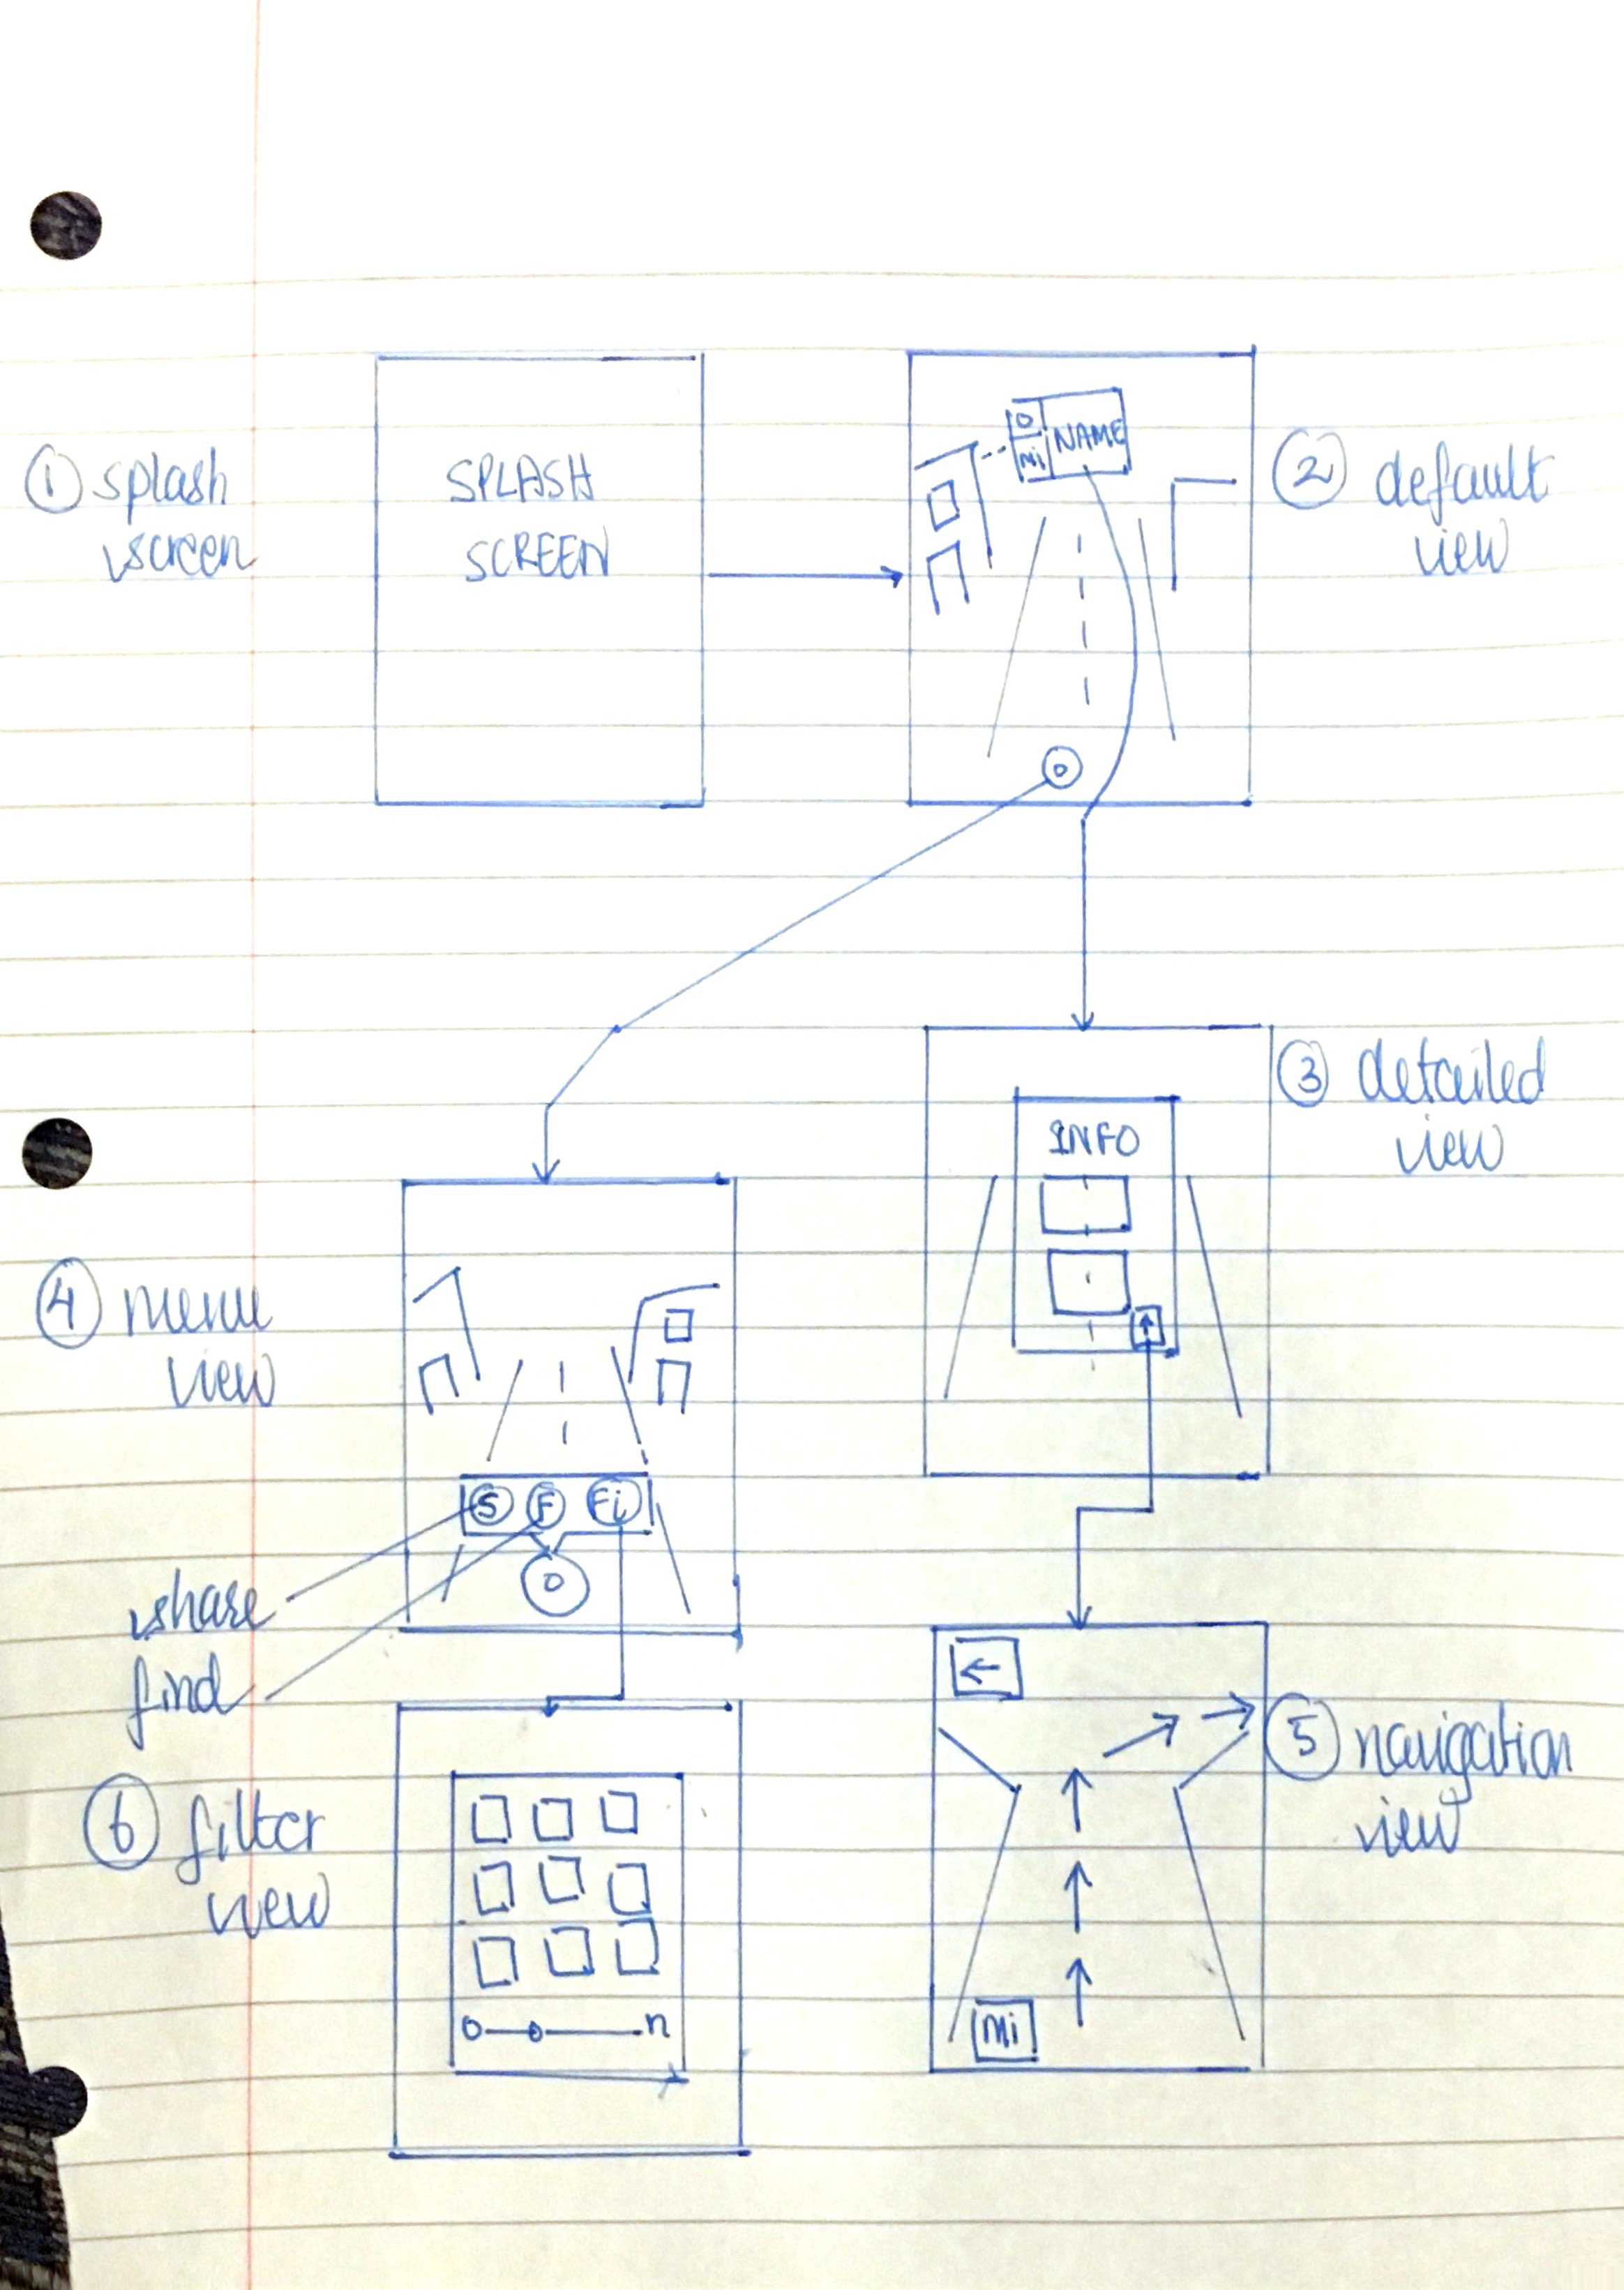 ① splash
screen
SPLASH
SCREEN
O
Mi
NAME
② default
view
O
③ detailed
view
INFO
④ menu
view
S F Fi
O
share
find
⑤ navigation
view
Mi
⑥ filter
view
o n